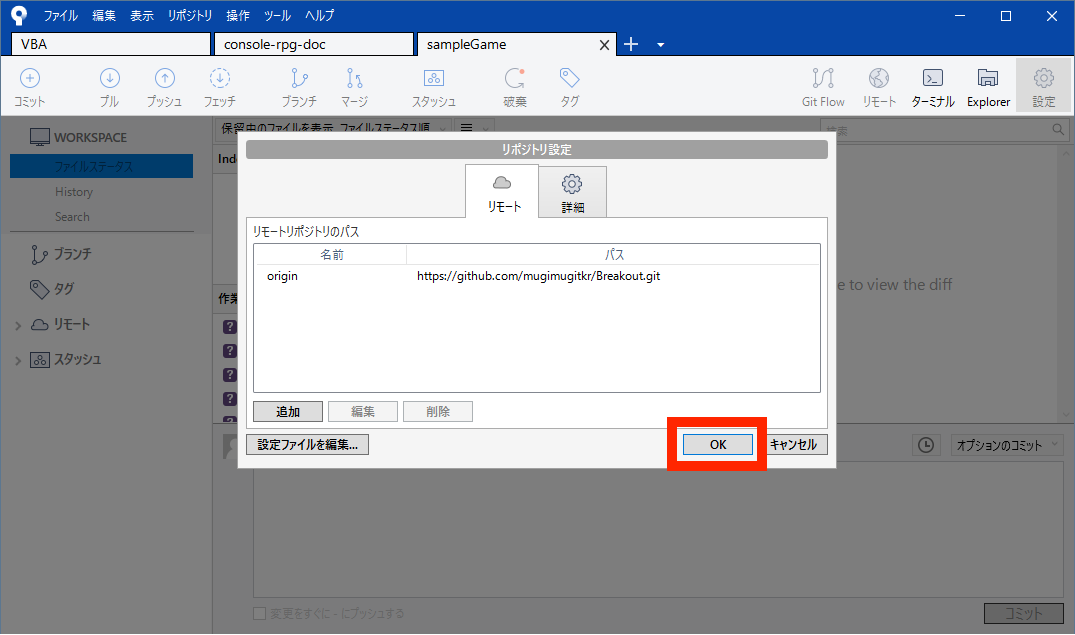 ファイル 編集 表示 リポジトリ 操作 ツール ヘルプ
VBA console-rpg-doc sampleGame
コミット プル プッシュ フェッチ ブランチ マージ スタッシュ 破棄 タグ Git Flow リモート ターミナル Explorer 設定
WORKSPACE
ファイルステータス
History
Search
ブランチ
タグ
リモート
スタッシュ
保留中のファイルを表示, ファイルステータス順
検索
リポジトリ設定
リモート 詳細
リモートリポジトリのパス
名前 パス
origin https://github.com/mugimugitkr/Breakout.git
追加 編集 削除
設定ファイルを編集... OK キャンセル
e to view the diff
オプションのコミット
変更をすぐに - にプッシュする
コミット